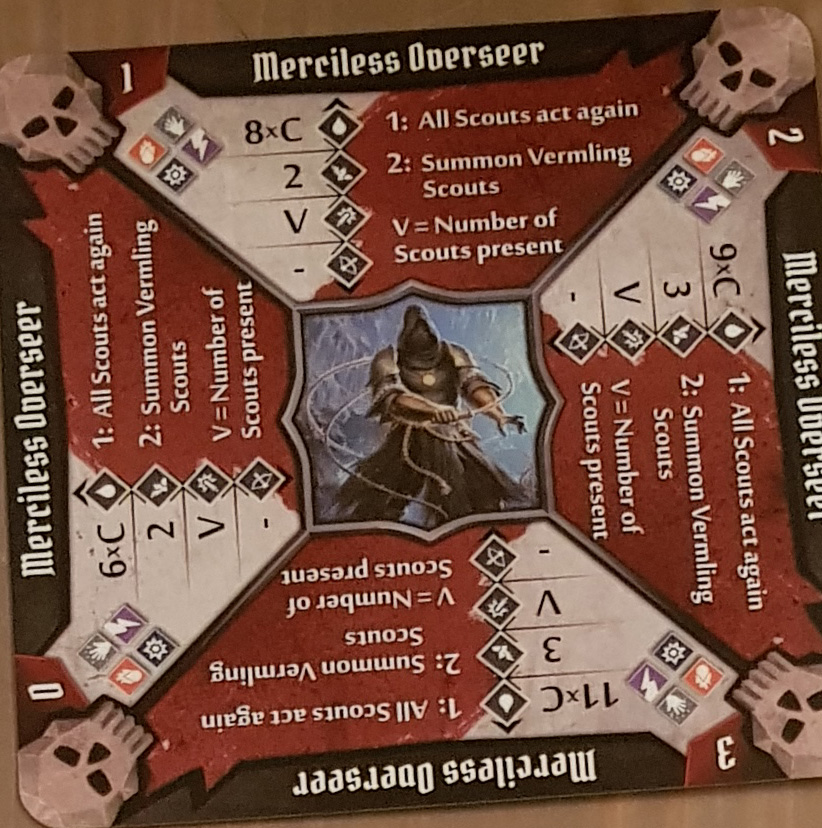 1
Merciless Overseer
8×C
2
V
-
1: All Scouts act again
2: Summon Vermling
Scouts
V = Number of
Scouts present
2
Merciless Overseer
9×C
3
V
-
1: All Scouts act again
2: Summon Vermling
Scouts
V = Number of
Scouts present
3
Merciless Overseer
11×C
3
V
-
1: All Scouts act again
2: Summon Vermling
Scouts
V = Number of
Scouts present
0
Merciless Overseer
6×C
2
V
-
1: All Scouts act again
2: Summon Vermling
Scouts
V = Number of
Scouts present